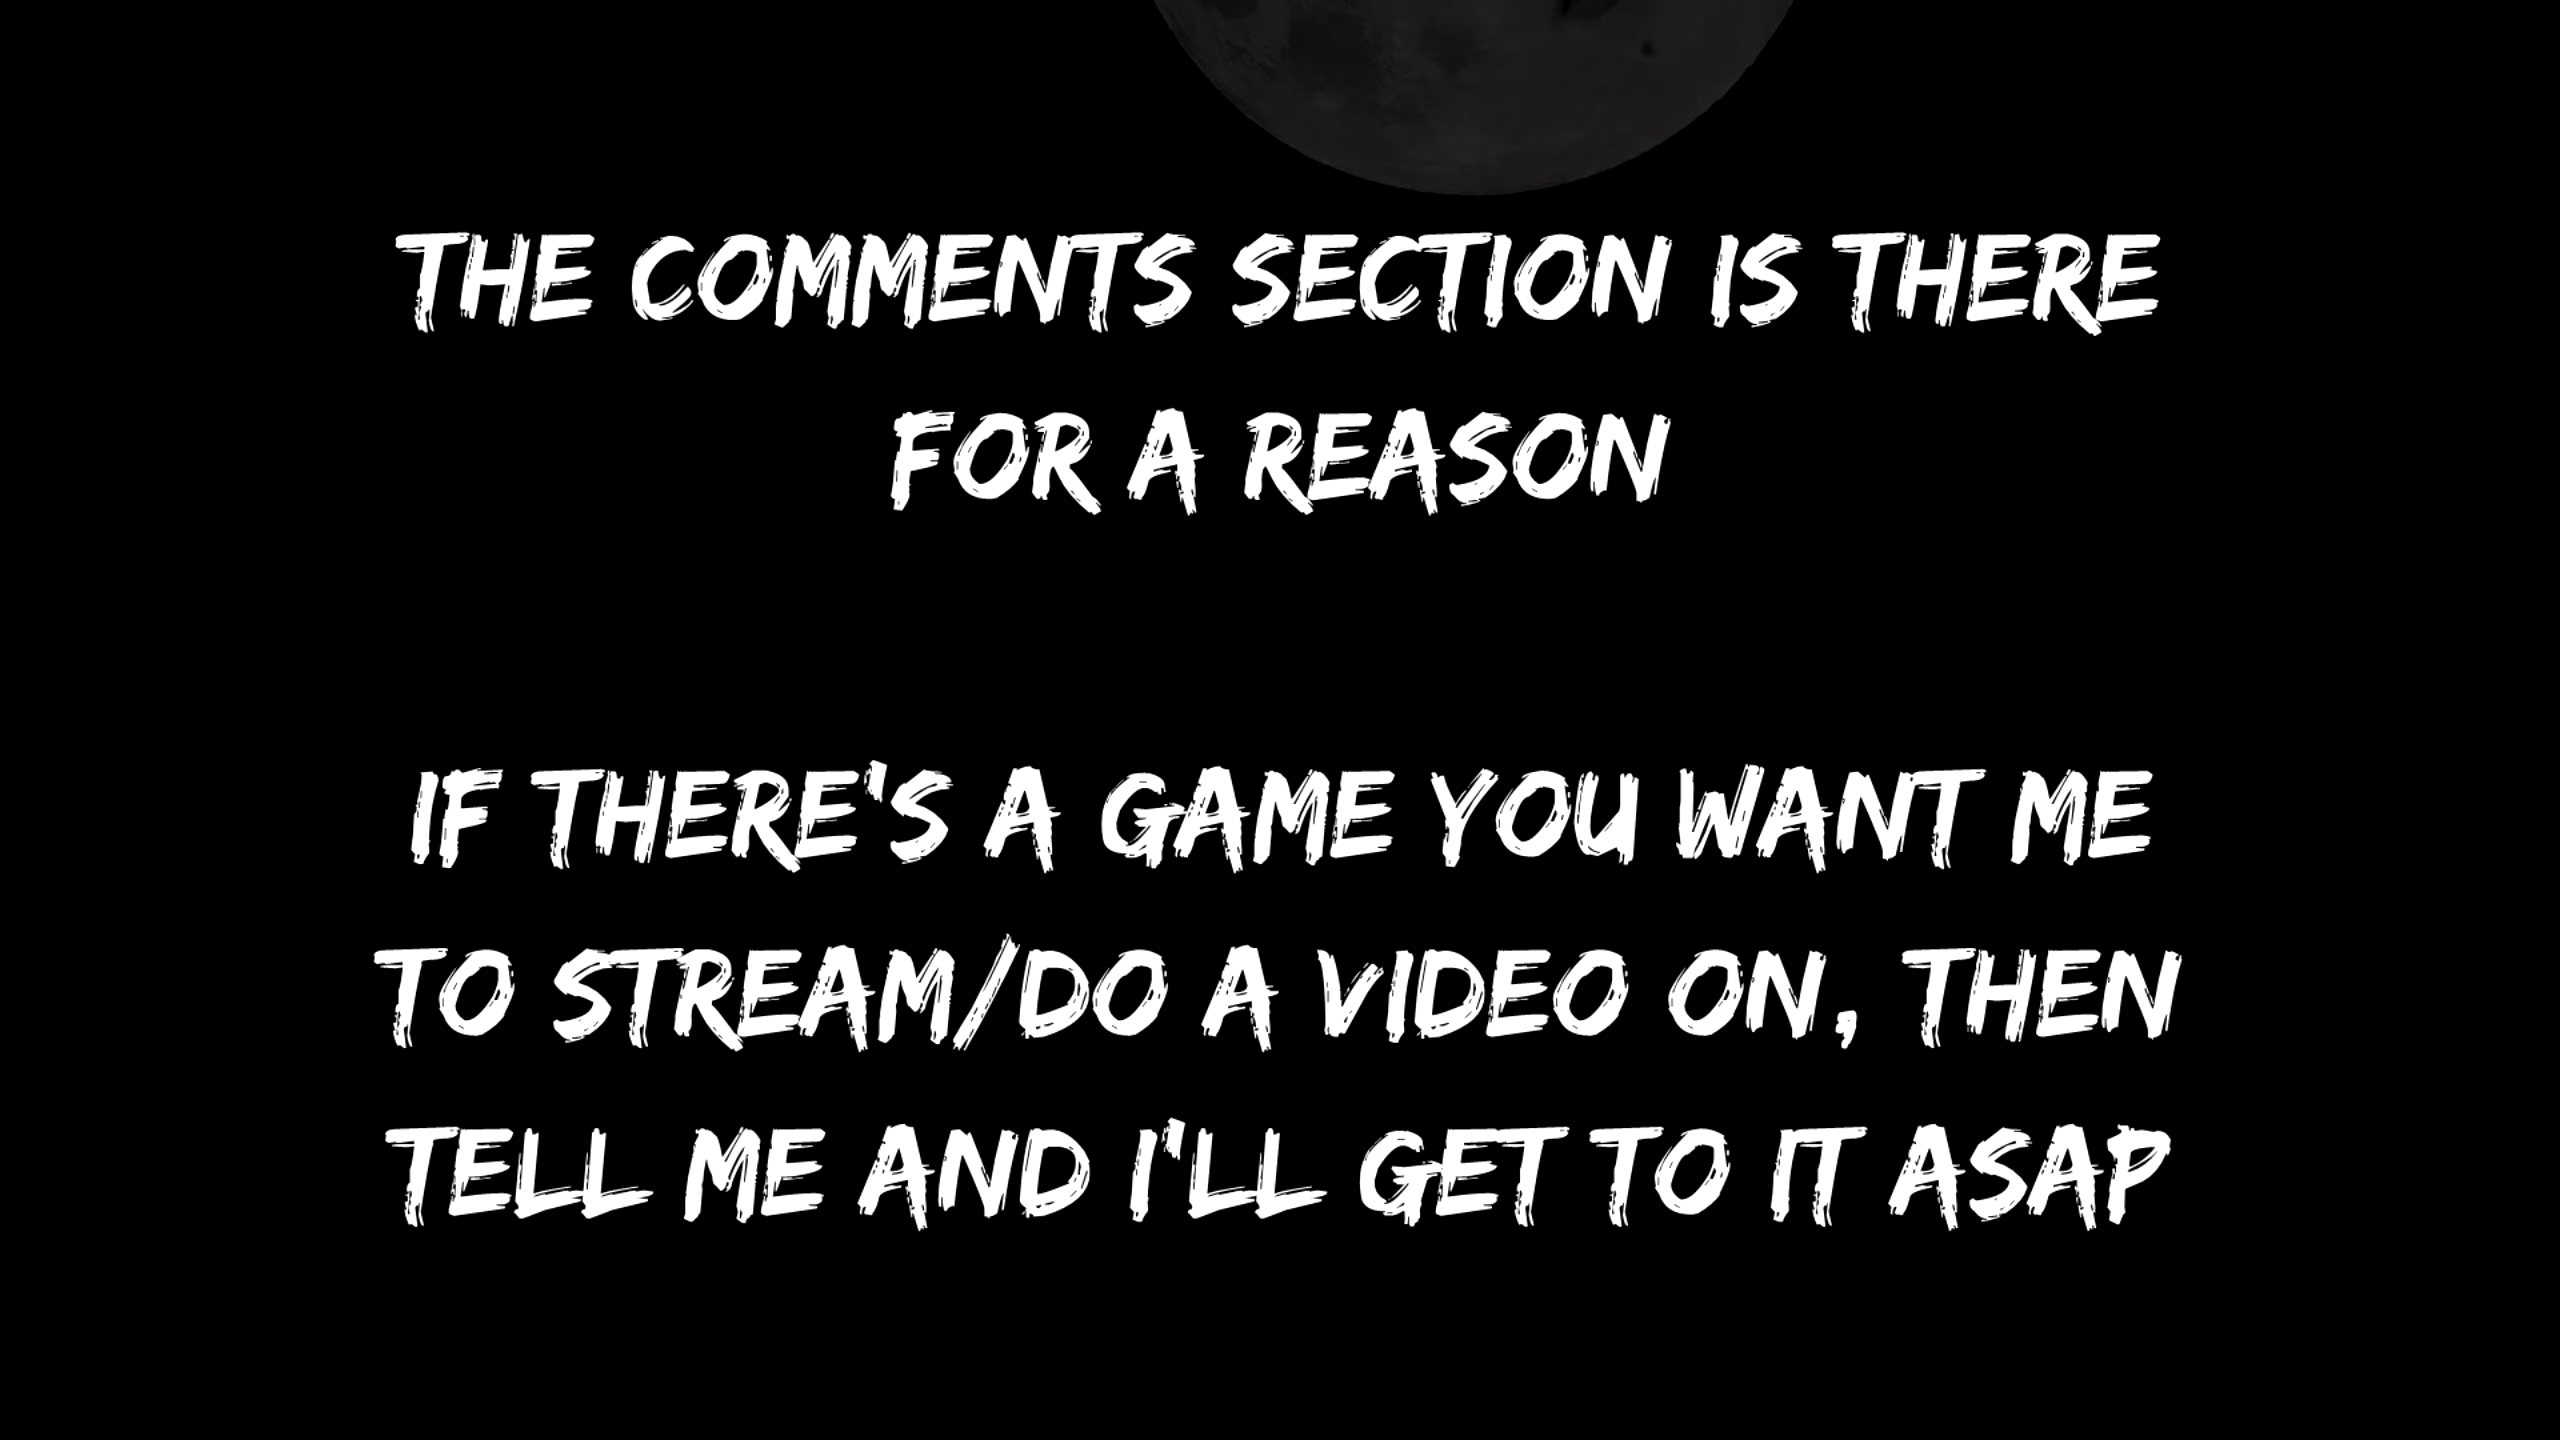 THE COMMENTS SECTION IS THERE
FOR A REASON
IF THERE'S A GAME YOU WANT ME
TO STREAM/DO A VIDEO ON, THEN
TELL ME AND I'LL GET TO IT ASAP